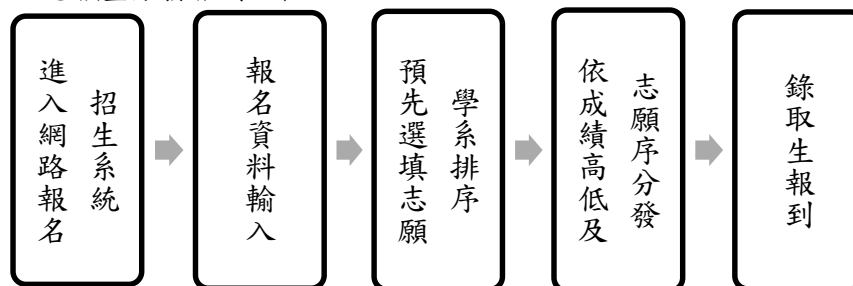 進入網路報名
招生系統
報名資料輸入
預先選填志願
學系排序
依成績高低及
志願序分發
錄取生報到